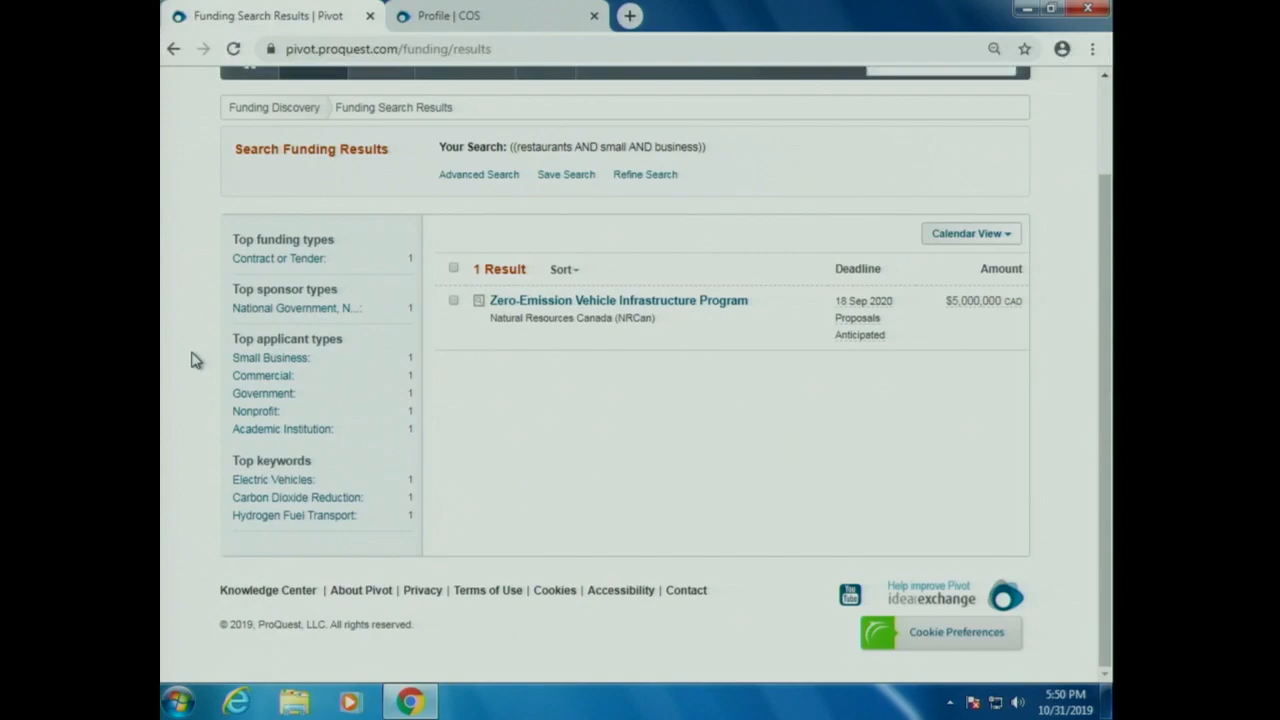 Funding Search Results | Pivot
Profile | COS
pivot.proquest.com/funding/results
Funding Discovery
Funding Search Results
Search Funding Results
Your Search: ((restaurants AND small AND business))
Advanced Search
Save Search
Refine Search
Top funding types
Contract or Tender: 1
Top sponsor types
National Government, N...: 1
Top applicant types
Small Business: 1
Commercial: 1
Government: 1
Nonprofit: 1
Academic Institution: 1
Top keywords
Electric Vehicles: 1
Carbon Dioxide Reduction: 1
Hydrogen Fuel Transport: 1
Calendar View
1 Result
Sort
Deadline
Amount
Zero-Emission Vehicle Infrastructure Program
Natural Resources Canada (NRCan)
18 Sep 2020
Proposals
Anticipated
$5,000,000 CAD
Knowledge Center | About Pivot | Privacy | Terms of Use | Cookies | Accessibility | Contact
© 2019, ProQuest, LLC. All rights reserved.
You
Tube
Help improve Pivot
ideaexchange
Cookie Preferences
5:50 PM
10/31/2019